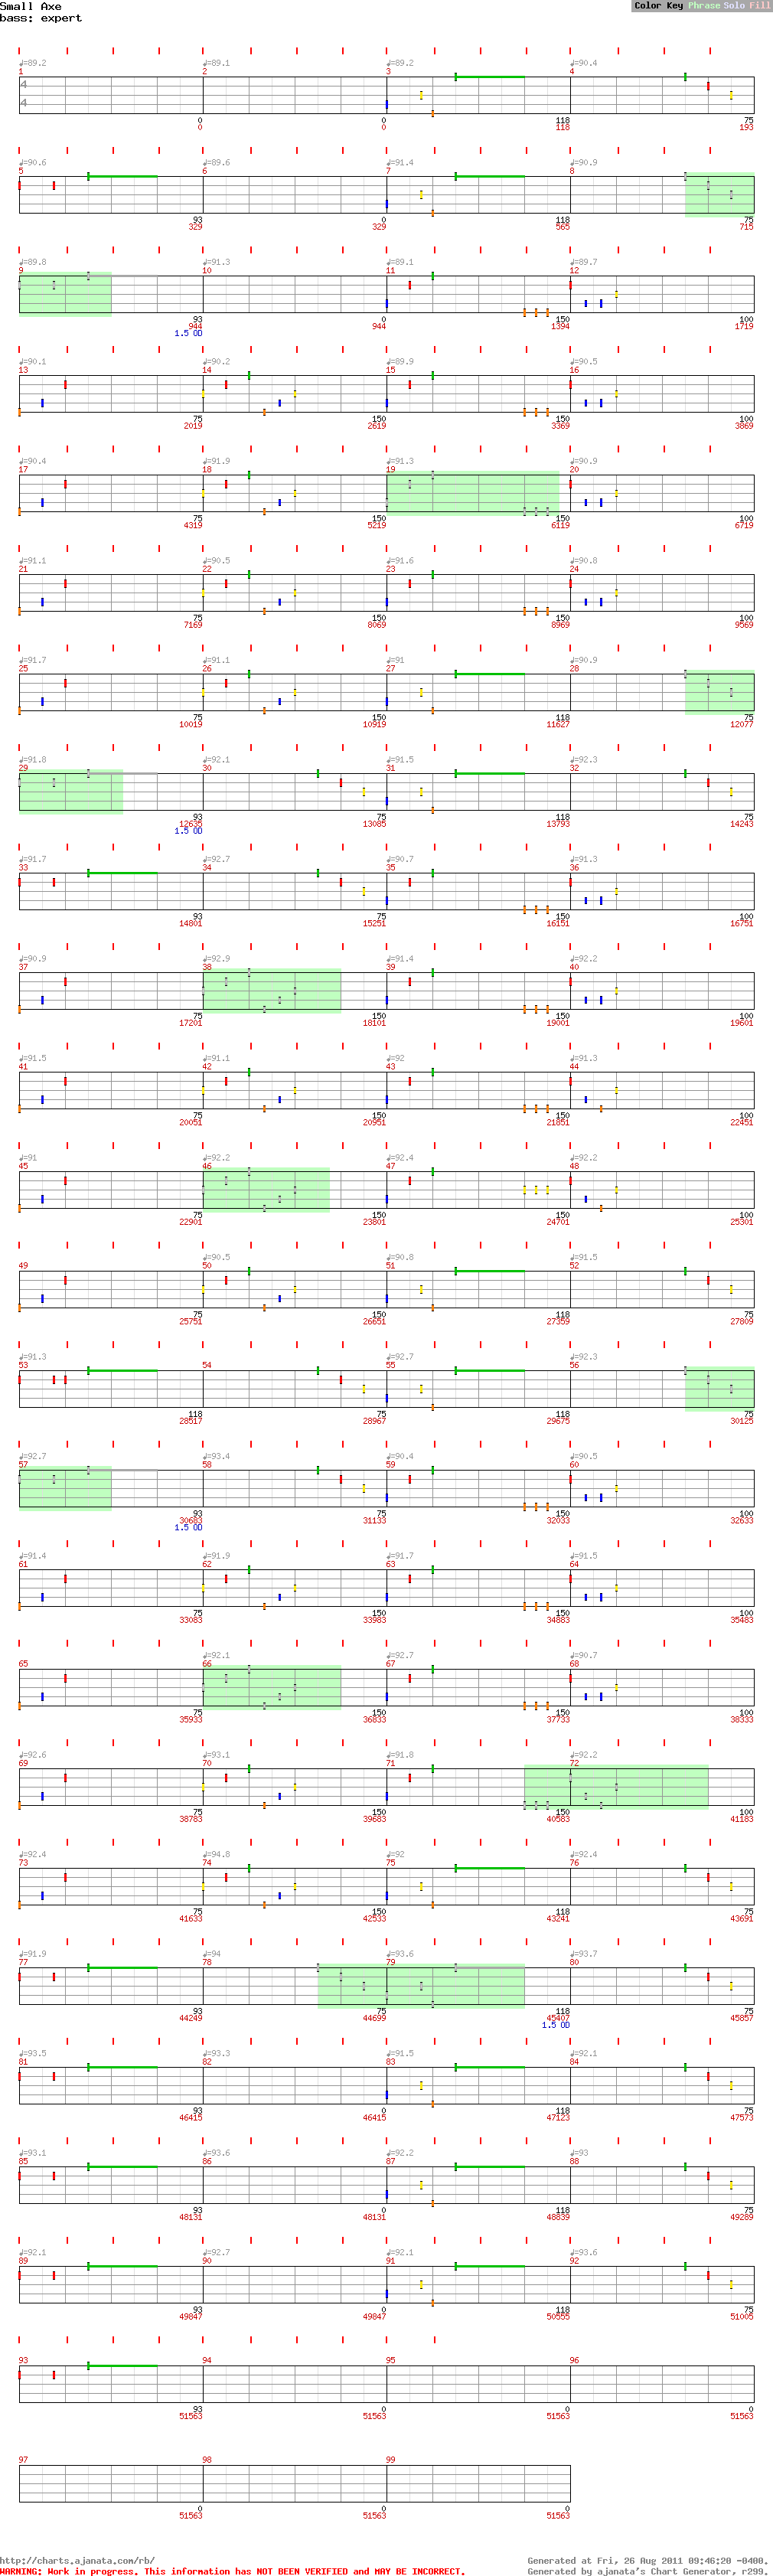 Small Axe
Color Key Phrase Solo Fill
bass: expert
♩=89.2 ♩=89.1 ♩=89.2 ♩=90.4
1 2 3 4
4
4
0 0 118 75
0 0 118 193
♩=90.6 ♩=89.6 ♩=91.4 ♩=90.9
5 6 7 8
93 0 118 75
329 329 565 715
♩=89.8 ♩=91.3 ♩=89.1 ♩=89.7
9 10 11 12
93 0 150 100
944 944 1394 1719
1.5 OD
♩=90.1 ♩=90.2 ♩=89.9 ♩=90.5
13 14 15 16
75 150 150 100
2019 2619 3369 3869
♩=90.4 ♩=91.9 ♩=91.3 ♩=90.9
17 18 19 20
75 150 150 100
4319 5219 6119 6719
♩=91.1 ♩=90.5 ♩=91.6 ♩=90.8
21 22 23 24
75 150 150 100
7169 8069 8969 9569
♩=91.7 ♩=91.1 ♩=91 ♩=90.9
25 26 27 28
75 150 118 75
10019 10919 11627 12077
♩=91.8 ♩=92.1 ♩=91.5 ♩=92.3
29 30 31 32
93 75 118 75
12635 13085 13793 14243
1.5 OD
♩=91.7 ♩=92.7 ♩=90.7 ♩=91.3
33 34 35 36
93 75 150 100
14801 15251 16151 16751
♩=90.9 ♩=92.9 ♩=91.4 ♩=92.2
37 38 39 40
75 150 150 100
17201 18101 19001 19601
♩=91.5 ♩=91.1 ♩=92 ♩=91.3
41 42 43 44
75 150 150 100
20051 20951 21851 22451
♩=91 ♩=92.2 ♩=92.4 ♩=92.2
45 46 47 48
75 150 150 100
22901 23801 24701 25301
♩=90.5 ♩=90.8 ♩=91.5
49 50 51 52
75 150 118 75
25751 26651 27359 27809
♩=91.3 ♩=92.7 ♩=92.3
53 54 55 56
118 75 118 75
28517 28967 29675 30125
♩=92.7 ♩=93.4 ♩=90.4 ♩=90.5
57 58 59 60
93 75 150 100
30683 31133 32033 32633
1.5 OD
♩=91.4 ♩=91.9 ♩=91.7 ♩=91.5
61 62 63 64
75 150 150 100
33083 33983 34883 35483
♩=92.1 ♩=92.7 ♩=90.7
65 66 67 68
75 150 150 100
35933 36833 37733 38333
♩=92.6 ♩=93.1 ♩=91.8 ♩=92.2
69 70 71 72
75 150 150 100
38783 39683 40583 41183
♩=92.4 ♩=94.8 ♩=92 ♩=92.4
73 74 75 76
75 150 118 75
41633 42533 43241 43691
♩=91.9 ♩=94 ♩=93.6 ♩=93.7
77 78 79 80
93 75 118 75
44249 44699 45407 45857
1.5 OD
♩=93.5 ♩=93.3 ♩=91.5 ♩=92.1
81 82 83 84
93 0 118 75
46415 46415 47123 47573
♩=93.1 ♩=93.6 ♩=92.2 ♩=93
85 86 87 88
93 0 118 75
48131 48131 48839 49289
♩=92.1 ♩=92.7 ♩=92.1 ♩=93.6
89 90 91 92
93 0 118 75
49847 49847 50555 51005
93 94 95 96
93 0 0 0
51563 51563 51563 51563
97 98 99
0 0 0
51563 51563 51563
http://charts.ajanata.com/rb/ Generated at Fri, 26 Aug 2011 09:46:20 -0400.
WARNING: Work in progress. This information has NOT BEEN VERIFIED and MAY BE INCORRECT. Generated by ajanata's Chart Generator, r299.